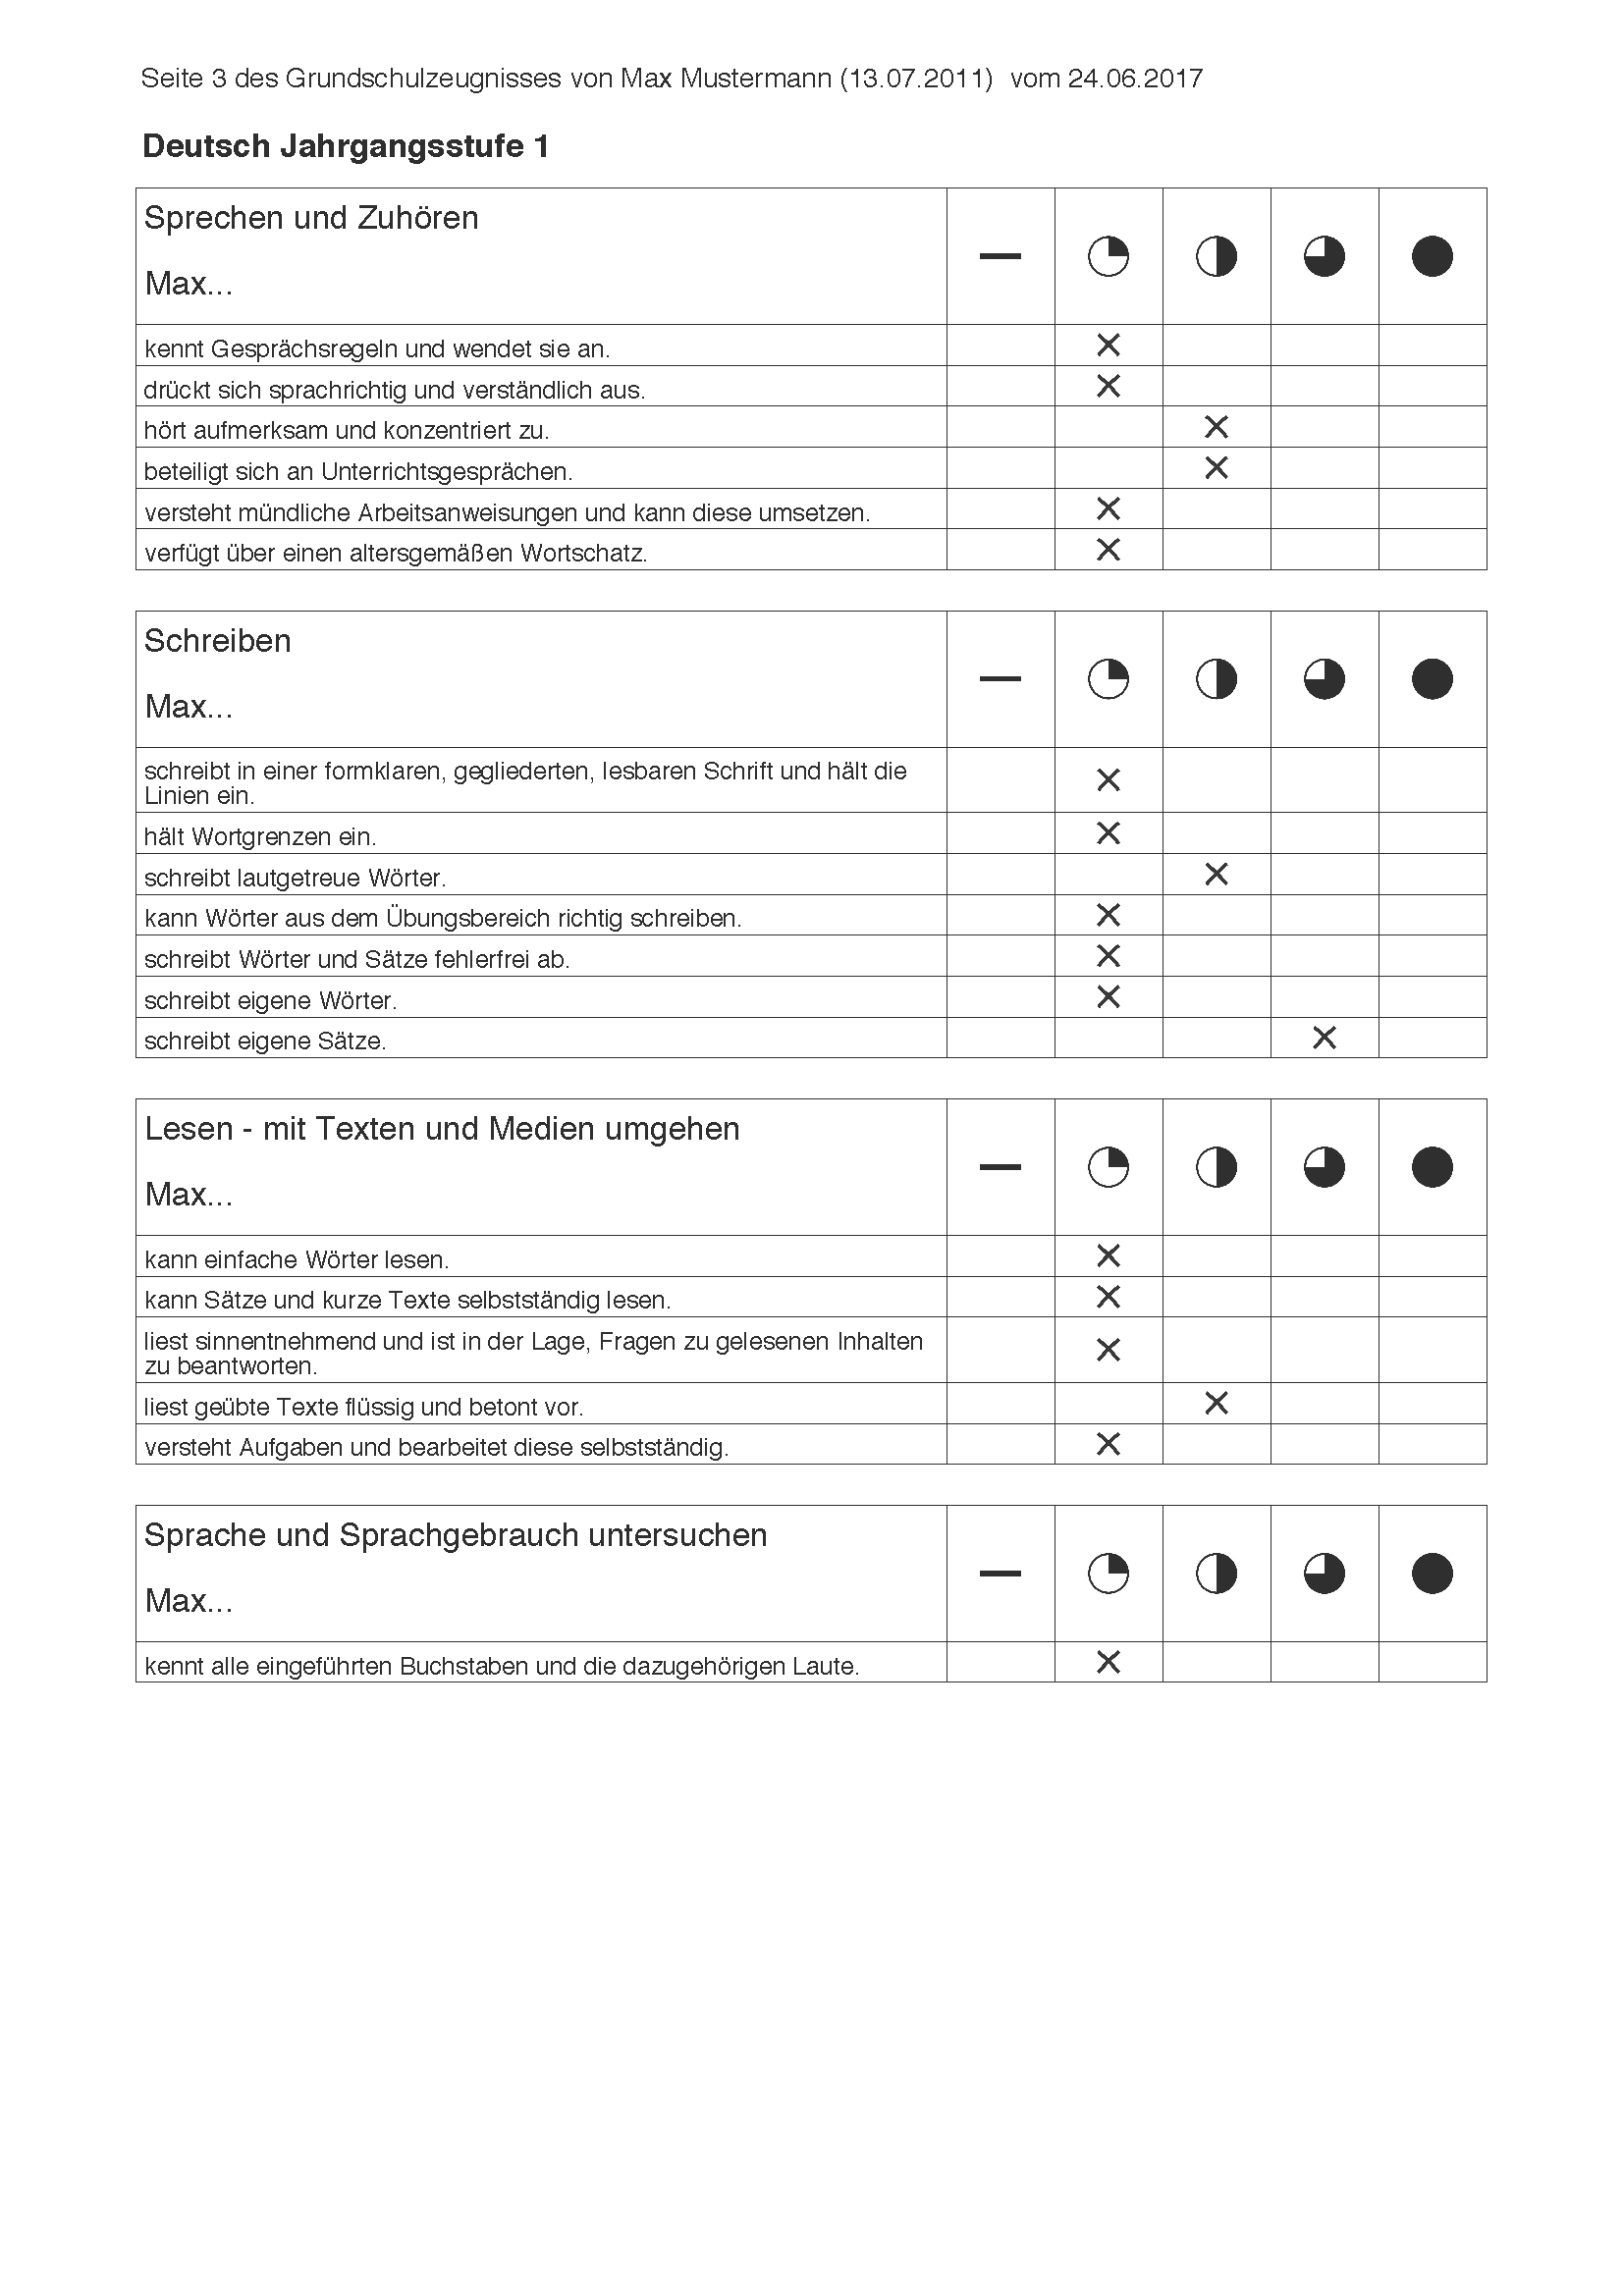 Seite 3 des Grundschulzeugnisses von Max Mustermann (13.07.2011)  vom 24.06.2017
Deutsch Jahrgangsstufe 1
Sprechen und Zuhören
Max...
kennt Gesprächsregeln und wendet sie an.
drückt sich sprachrichtig und verständlich aus.
hört aufmerksam und konzentriert zu.
beteiligt sich an Unterrichtsgesprächen.
versteht mündliche Arbeitsanweisungen und kann diese umsetzen.
verfügt über einen altersgemäßen Wortschatz.
Schreiben
Max...
schreibt in einer formklaren, gegliederten, lesbaren Schrift und hält die
Linien ein.
hält Wortgrenzen ein.
schreibt lautgetreue Wörter.
kann Wörter aus dem Übungsbereich richtig schreiben.
schreibt Wörter und Sätze fehlerfrei ab.
schreibt eigene Wörter.
schreibt eigene Sätze.
Lesen - mit Texten und Medien umgehen
Max...
kann einfache Wörter lesen.
kann Sätze und kurze Texte selbstständig lesen.
liest sinnentnehmend und ist in der Lage, Fragen zu gelesenen Inhalten
zu beantworten.
liest geübte Texte flüssig und betont vor.
versteht Aufgaben und bearbeitet diese selbstständig.
Sprache und Sprachgebrauch untersuchen
Max...
kennt alle eingeführten Buchstaben und die dazugehörigen Laute.